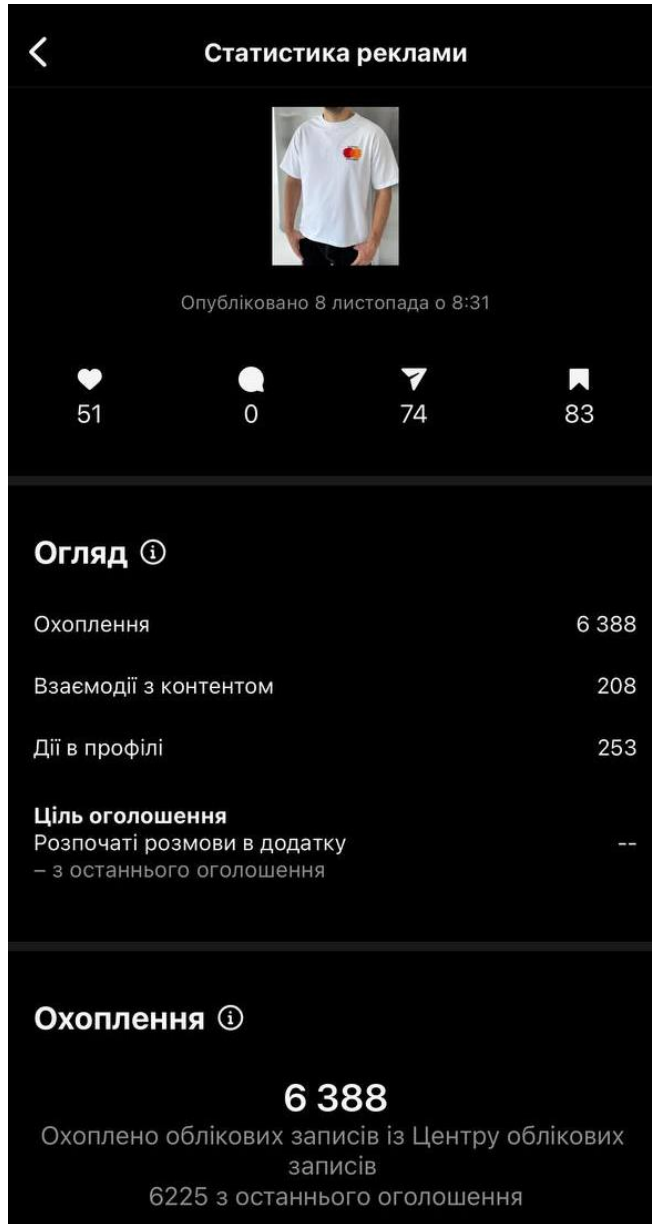 Статистика реклами
Опубліковано 8 листопада о 8:31
51
0
74
83
Огляд
Охоплення
6 388
Взаємодії з контентом
208
Дії в профілі
253
Ціль оголошення
Розпочаті розмови в додатку
--
– з останнього оголошення
Охоплення
6 388
Охоплено облікових записів із Центру облікових
записів
6225 з останнього оголошення